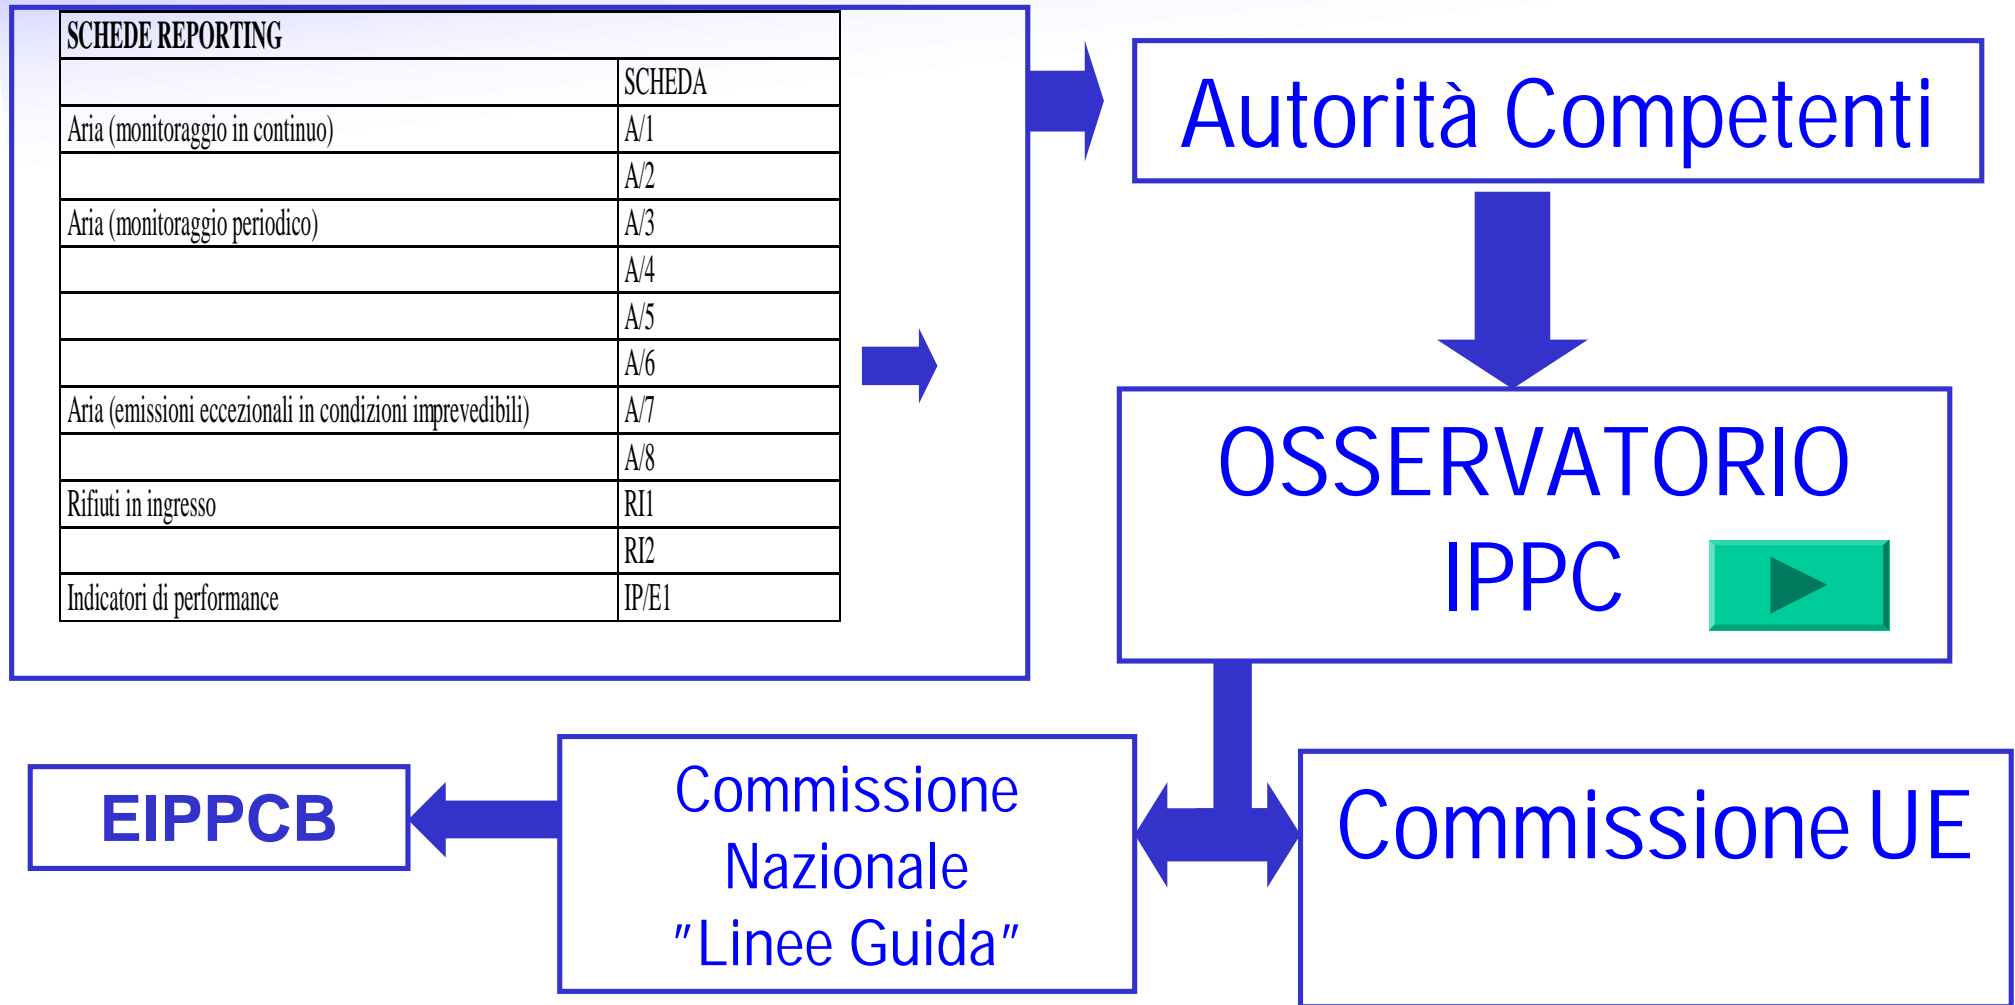 SCHEDE REPORTING
SCHEDA
Aria (monitoraggio in continuo) A/1
A/2
Aria (monitoraggio periodico) A/3
A/4
A/5
A/6
Aria (emissioni eccezionali in condizioni imprevedibili) A/7
A/8
Rifiuti in ingresso RI1
RI2
Indicatori di performance IP/E1
Autorità Competenti
OSSERVATORIO
IPPC
EIPPCB
Commissione
Nazionale
"Linee Guida"
Commissione UE